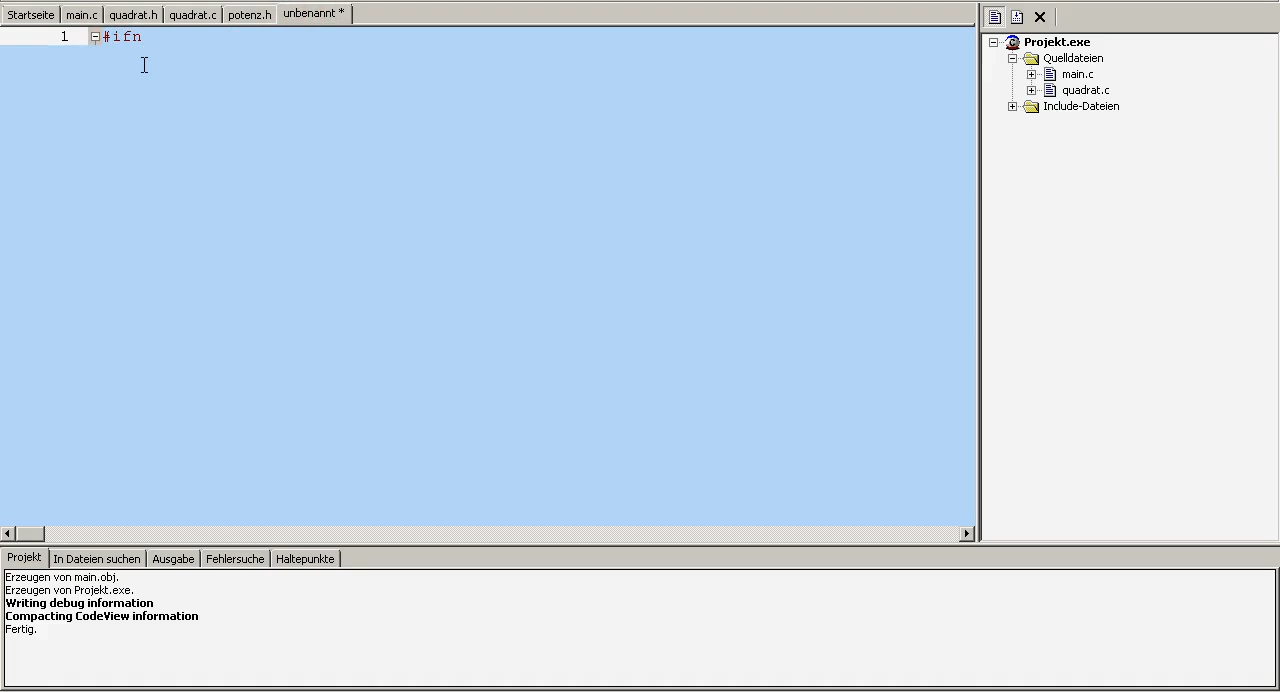 Startseite main.c quadrat.h quadrat.c potenz.h unbenannt *
1 #ifn
Projekt.exe
Quelldateien
main.c
quadrat.c
Include-Dateien
Projekt In Dateien suchen Ausgabe Fehlersuche Haltepunkte
Erzeugen von main.obj.
Erzeugen von Projekt.exe.
Writing debug information
Compacting CodeView information
Fertig.